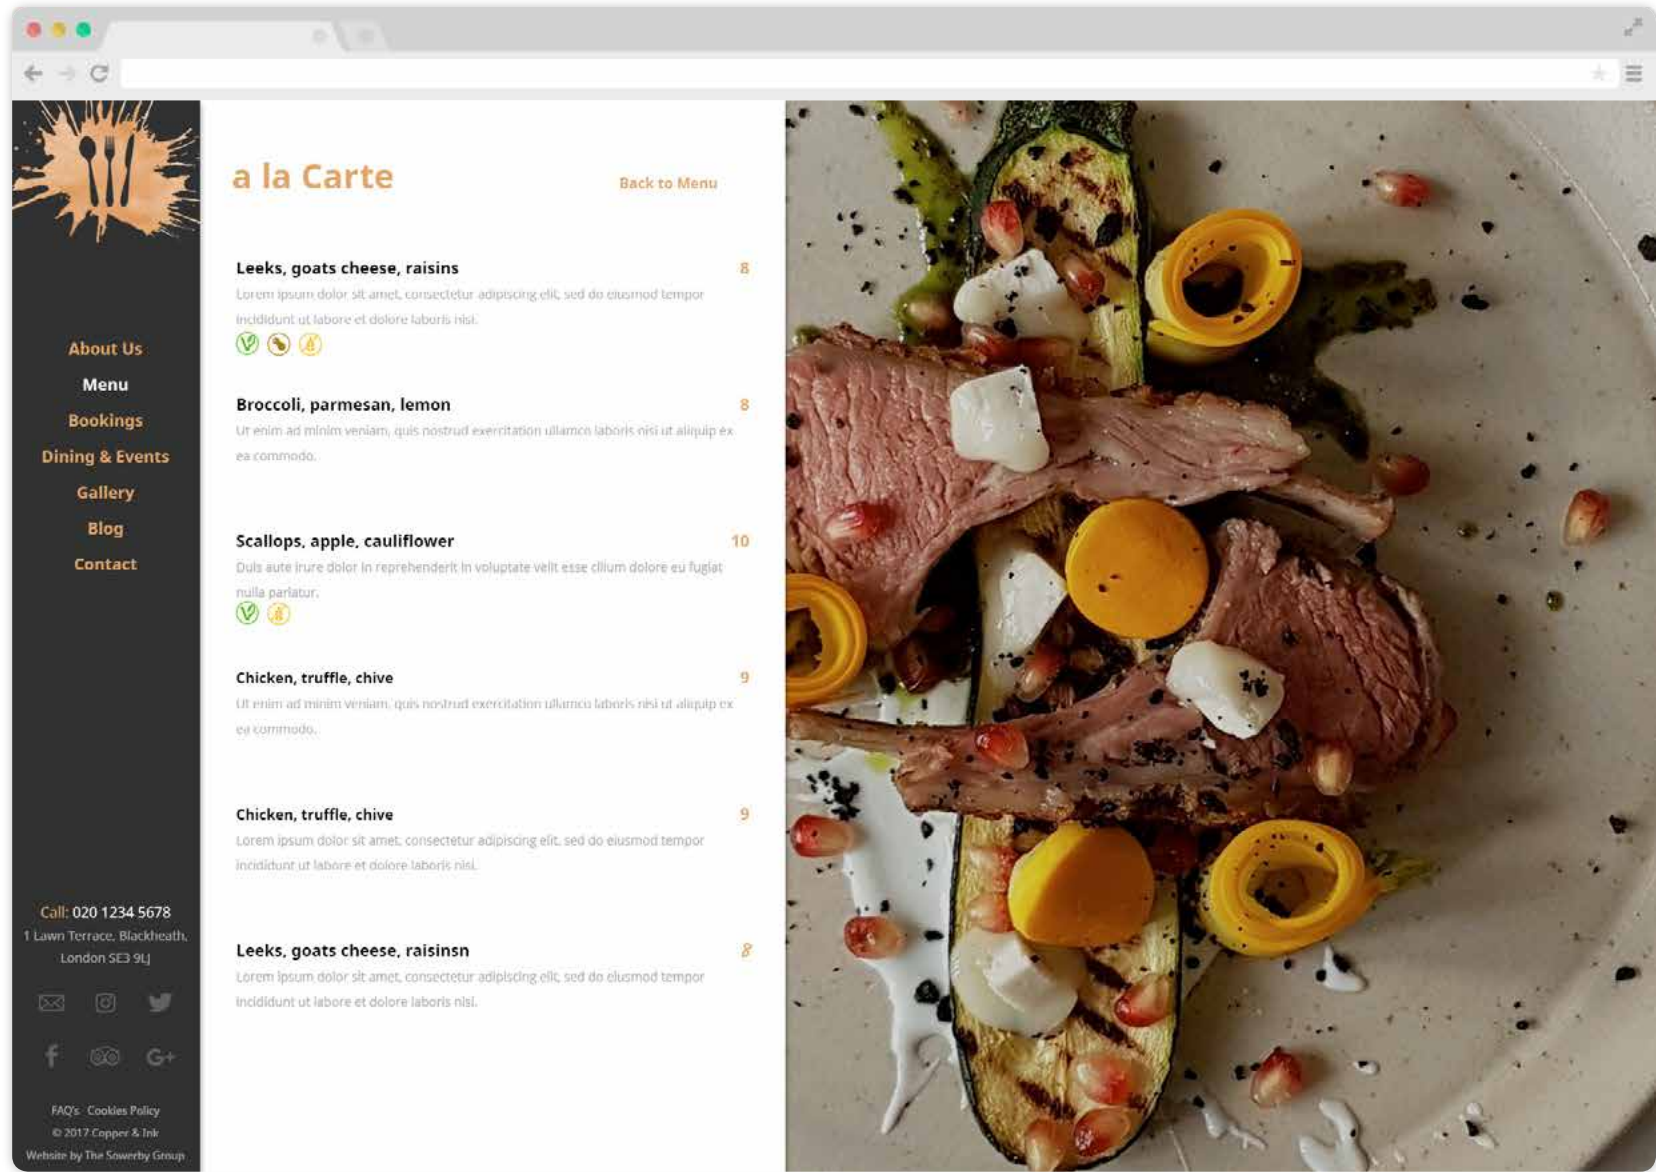 a la Carte
Back to Menu
Leeks, goats cheese, raisins 8
Lorem ipsum dolor sit amet, consectetur adipiscing elit, sed do eiusmod tempor
incididunt ut labore et dolore laboris nisi.
Broccoli, parmesan, lemon 8
Ut enim ad minim veniam, quis nostrud exercitation ullamco laboris nisi ut aliquip ex
ea commodo.
Scallops, apple, cauliflower 10
Duis aute irure dolor in reprehenderit in voluptate velit esse cillum dolore eu fugiat
nulla pariatur.
Chicken, truffle, chive 9
Ut enim ad minim veniam, quis nostrud exercitation ullamco laboris nisi ut aliquip ex
ea commodo.
Chicken, truffle, chive 9
Lorem ipsum dolor sit amet, consectetur adipiscing elit, sed do eiusmod tempor
incididunt ut labore et dolore laboris nisi.
Leeks, goats cheese, raisinsn 8
Lorem ipsum dolor sit amet, consectetur adipiscing elit, sed do eiusmod tempor
incididunt ut labore et dolore laboris nisi.
About Us
Menu
Bookings
Dining & Events
Gallery
Blog
Contact
Call: 020 1234 5678
1 Lawn Terrace, Blackheath,
London SE3 9LJ
FAQ's Cookies Policy
© 2017 Copper & Ink
Website by The Sowerby Group